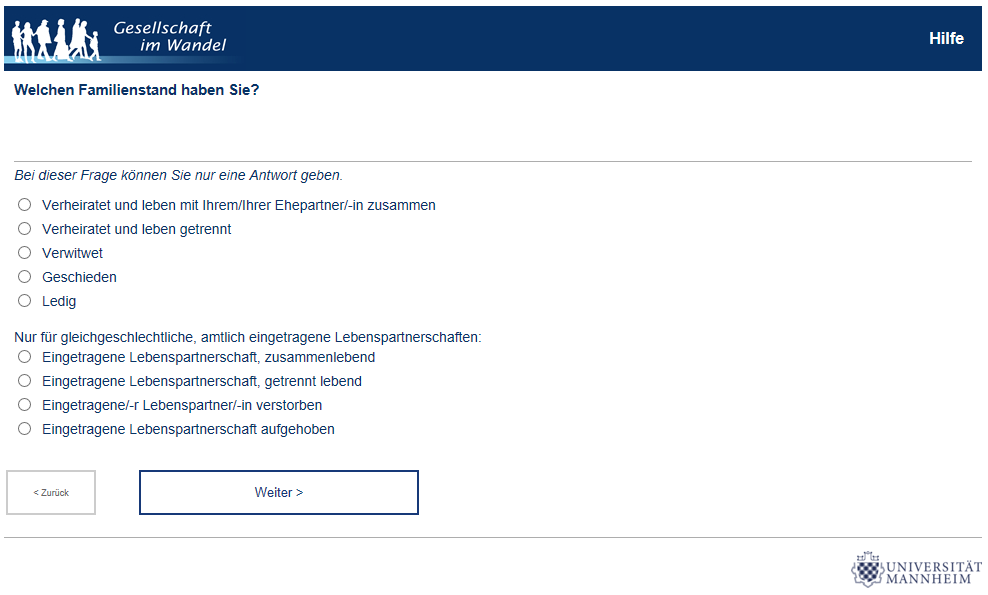 Gesellschaft
im Wandel
Hilfe
Welchen Familienstand haben Sie?
Bei dieser Frage können Sie nur eine Antwort geben.
Verheiratet und leben mit Ihrem/Ihrer Ehepartner/-in zusammen
Verheiratet und leben getrennt
Verwitwet
Geschieden
Ledig
Nur für gleichgeschlechtliche, amtlich eingetragene Lebenspartnerschaften:
Eingetragene Lebenspartnerschaft, zusammenlebend
Eingetragene Lebenspartnerschaft, getrennt lebend
Eingetragene/-r Lebenspartner/-in verstorben
Eingetragene Lebenspartnerschaft aufgehoben
< Zurück
Weiter >
UNIVERSITÄT
MANNHEIM